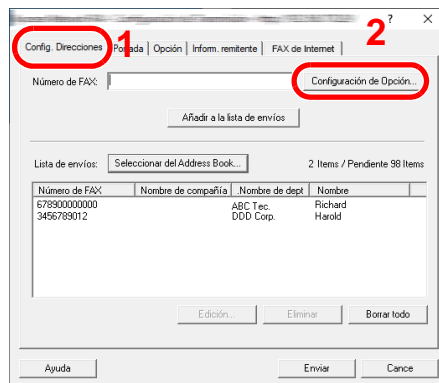 ? X
2
Config. Direcciones 1 Portada Opción Inform. remitente FAX de Internet
Número de FAX: Configuración de Opción...
Añadir a la lista de envíos
Lista de envíos: Seleccionar del Address Book... 2 Items / Pendiente 98 Items
Número de FAX Nombre de compañía .Nombre de dept Nombre
678900000000 ABC Tec. Richard
3456789012 DDD Corp. Harold
Edición... Eliminar Borrar todo
Ayuda Enviar Cance